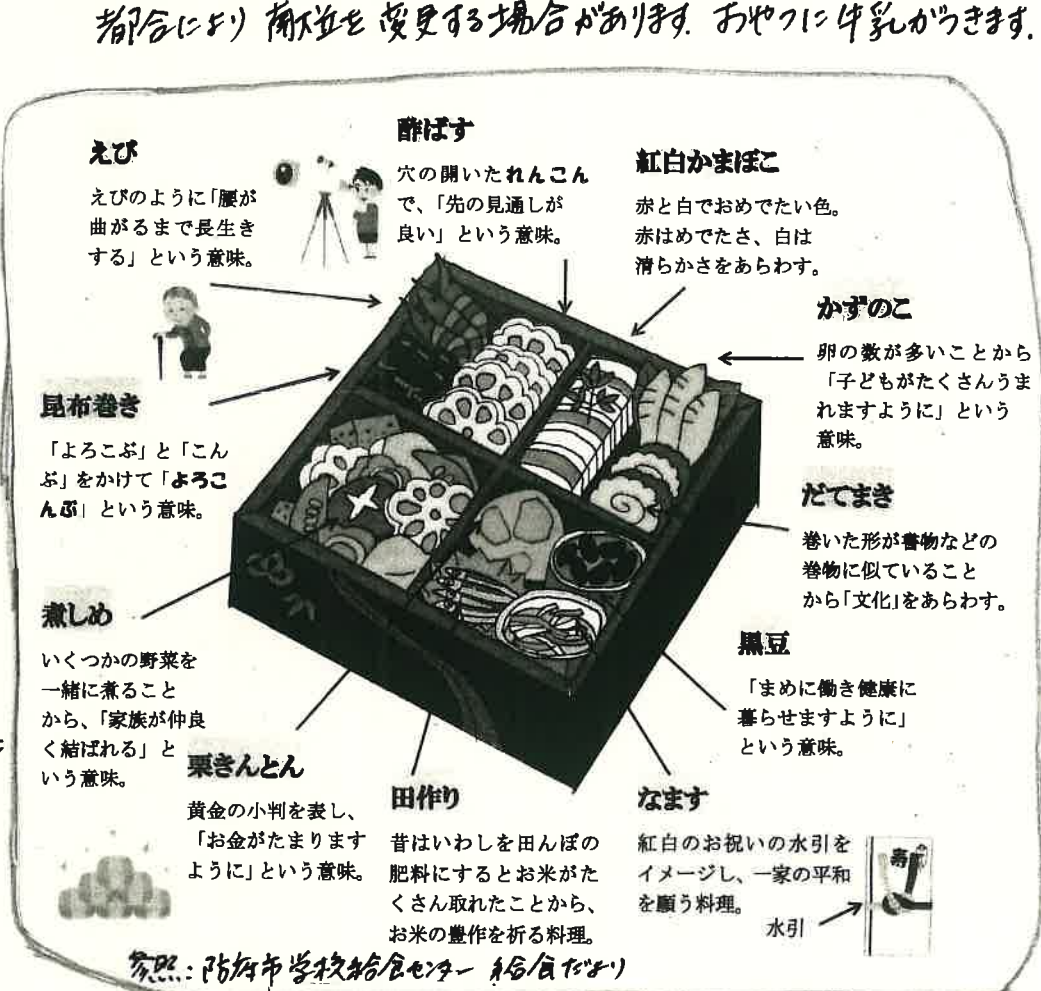 都合により献立を変更する場合があります。おやつに牛乳がつきます。
えび
えびのように「腰が
曲がるまで長生き
する」という意味。
酢ばす
穴の開いたれんこん
で、「先の見通しが
良い」という意味。
紅白かまぼこ
赤と白でおめでたい色。
赤はめでたさ、白は
清らかさをあらわす。
かずのこ
卵の数が多いことから
「子どもがたくさんうま
れますように」という
意味。
昆布巻き
「よろこぶ」と「こん
ぶ」をかけて「よろこ
んぶ」という意味。
だてまき
巻いた形が書物などの
巻物に似ていること
から「文化」をあらわす。
煮しめ
いくつかの野菜を
一緒に煮ること
から、「家族が仲良
く結ばれる」と
いう意味。
黒豆
「まめに働き健康に
暮らせますように」
という意味。
栗きんとん
黄金の小判を表し、
「お金がたまります
ように」という意味。
田作り
昔はいわしを田んぼの
肥料にするとお米がた
くさん取れたことから、
お米の豊作を祈る料理。
なます
紅白のお祝いの水引を
イメージし、一家の平和
を願う料理。
水引
寿
参照:防府市学校給食センター 給食だより